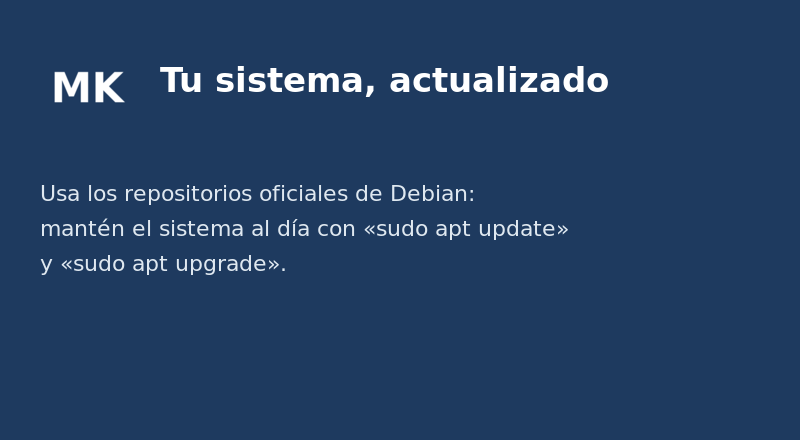 MK
Tu sistema, actualizado
Usa los repositorios oficiales de Debian:
mantén el sistema al día con «sudo apt update»
y «sudo apt upgrade».